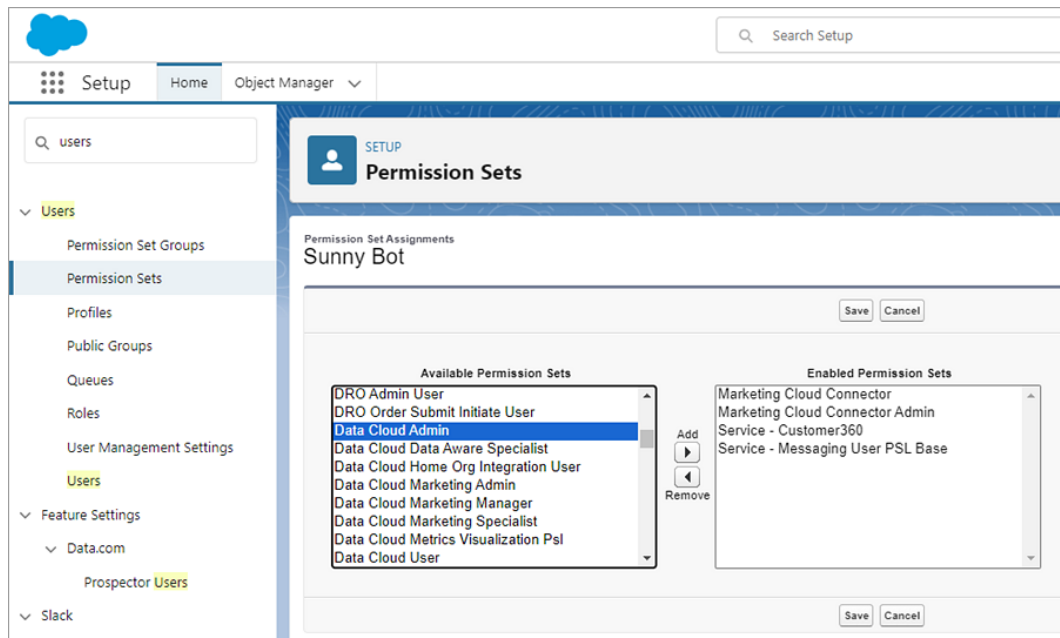 Search Setup
Setup
Home
Object Manager
users
Users
Permission Set Groups
Permission Sets
Profiles
Public Groups
Queues
Roles
User Management Settings
Users
Feature Settings
Data.com
Prospector Users
Slack
SETUP
Permission Sets
Permission Set Assignments
Sunny Bot
Save Cancel
Available Permission Sets
DRO Admin User
DRO Order Submit Initiate User
Data Cloud Admin
Data Cloud Data Aware Specialist
Data Cloud Home Org Integration User
Data Cloud Marketing Admin
Data Cloud Marketing Manager
Data Cloud Marketing Specialist
Data Cloud Metrics Visualization Psl
Data Cloud User
Add
Remove
Enabled Permission Sets
Marketing Cloud Connector
Marketing Cloud Connector Admin
Service - Customer360
Service - Messaging User PSL Base
Save Cancel